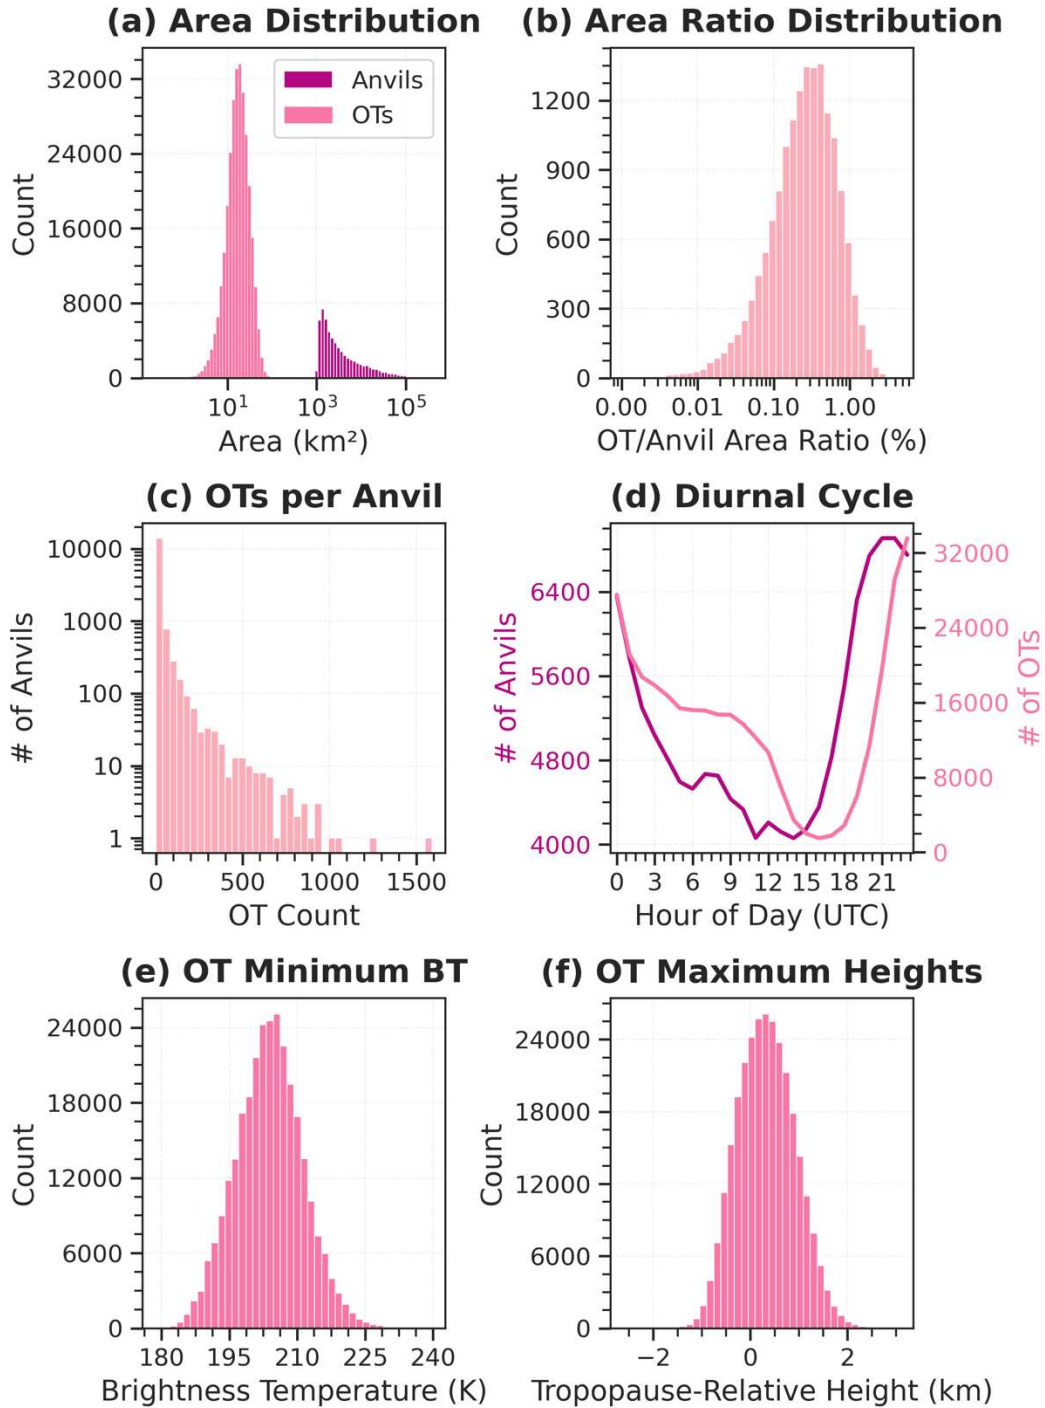 (a) Area Distribution
32000
24000
16000
8000
0
Count
Anvils
OTs
10¹ 10³ 10⁵
Area (km²)
(b) Area Ratio Distribution
1200
900
600
300
0
Count
0.00 0.01 0.10 1.00
OT/Anvil Area Ratio (%)
(c) OTs per Anvil
10000
1000
100
10
1
# of Anvils
0 500 1000 1500
OT Count
(d) Diurnal Cycle
6400
5600
4800
4000
# of Anvils
32000
24000
16000
8000
0
# of OTs
0 3 6 9 12 15 18 21
Hour of Day (UTC)
(e) OT Minimum BT
24000
18000
12000
6000
0
Count
180 195 210 225 240
Brightness Temperature (K)
(f) OT Maximum Heights
24000
18000
12000
6000
0
Count
−2 0 2
Tropopause-Relative Height (km)